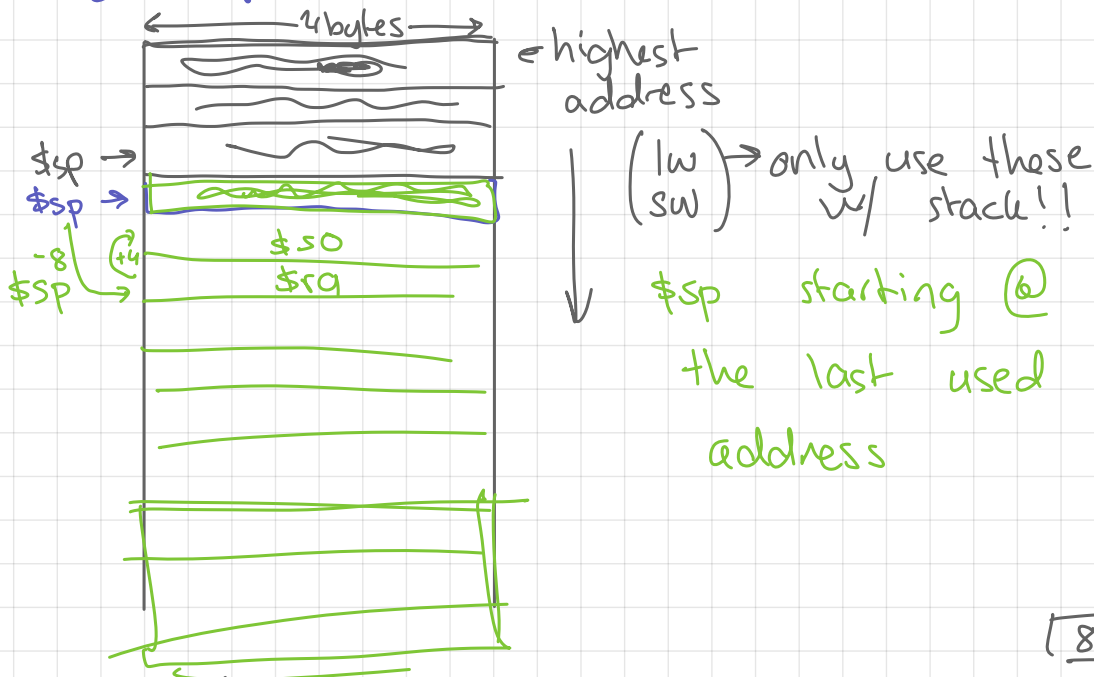 4bytes
← highest
address
$sp →
(lw → only use these
sw) w/ stack!!
$sp →
-8
+4
$s0
$sp
$ra
$sp starting @
the last used
address
8